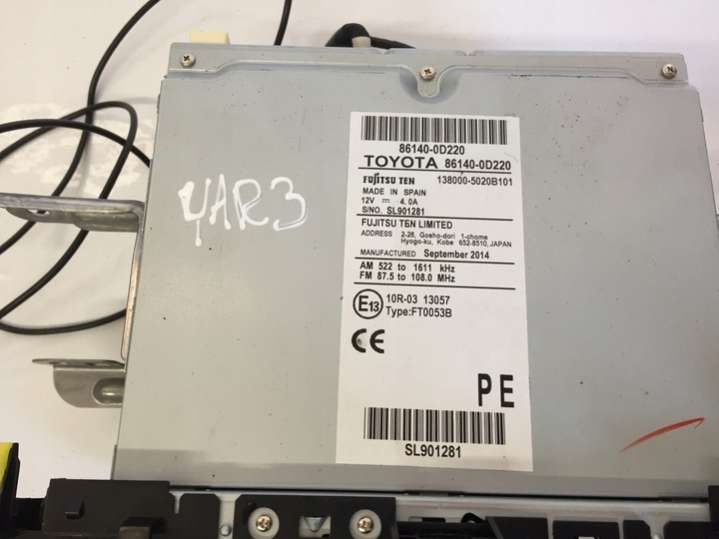 86140-0D220
TOYOTA 86140-0D220
FUJITSU TEN 138000-5020B101
MADE IN SPAIN
12V ⎓ 4.0A
S/NO. SL901281
FUJITSU TEN LIMITED
ADDRESS 2-28, Gosho-dori 1-chome
Hyogo-ku, Kobe 652-8510, JAPAN
MANUFACTURED September 2014
AM 522 to 1611 kHz
FM 87.5 to 108.0 MHz
E13 10R-03 13057
Type:FT0053B
CE
PE
SL901281
YAR3